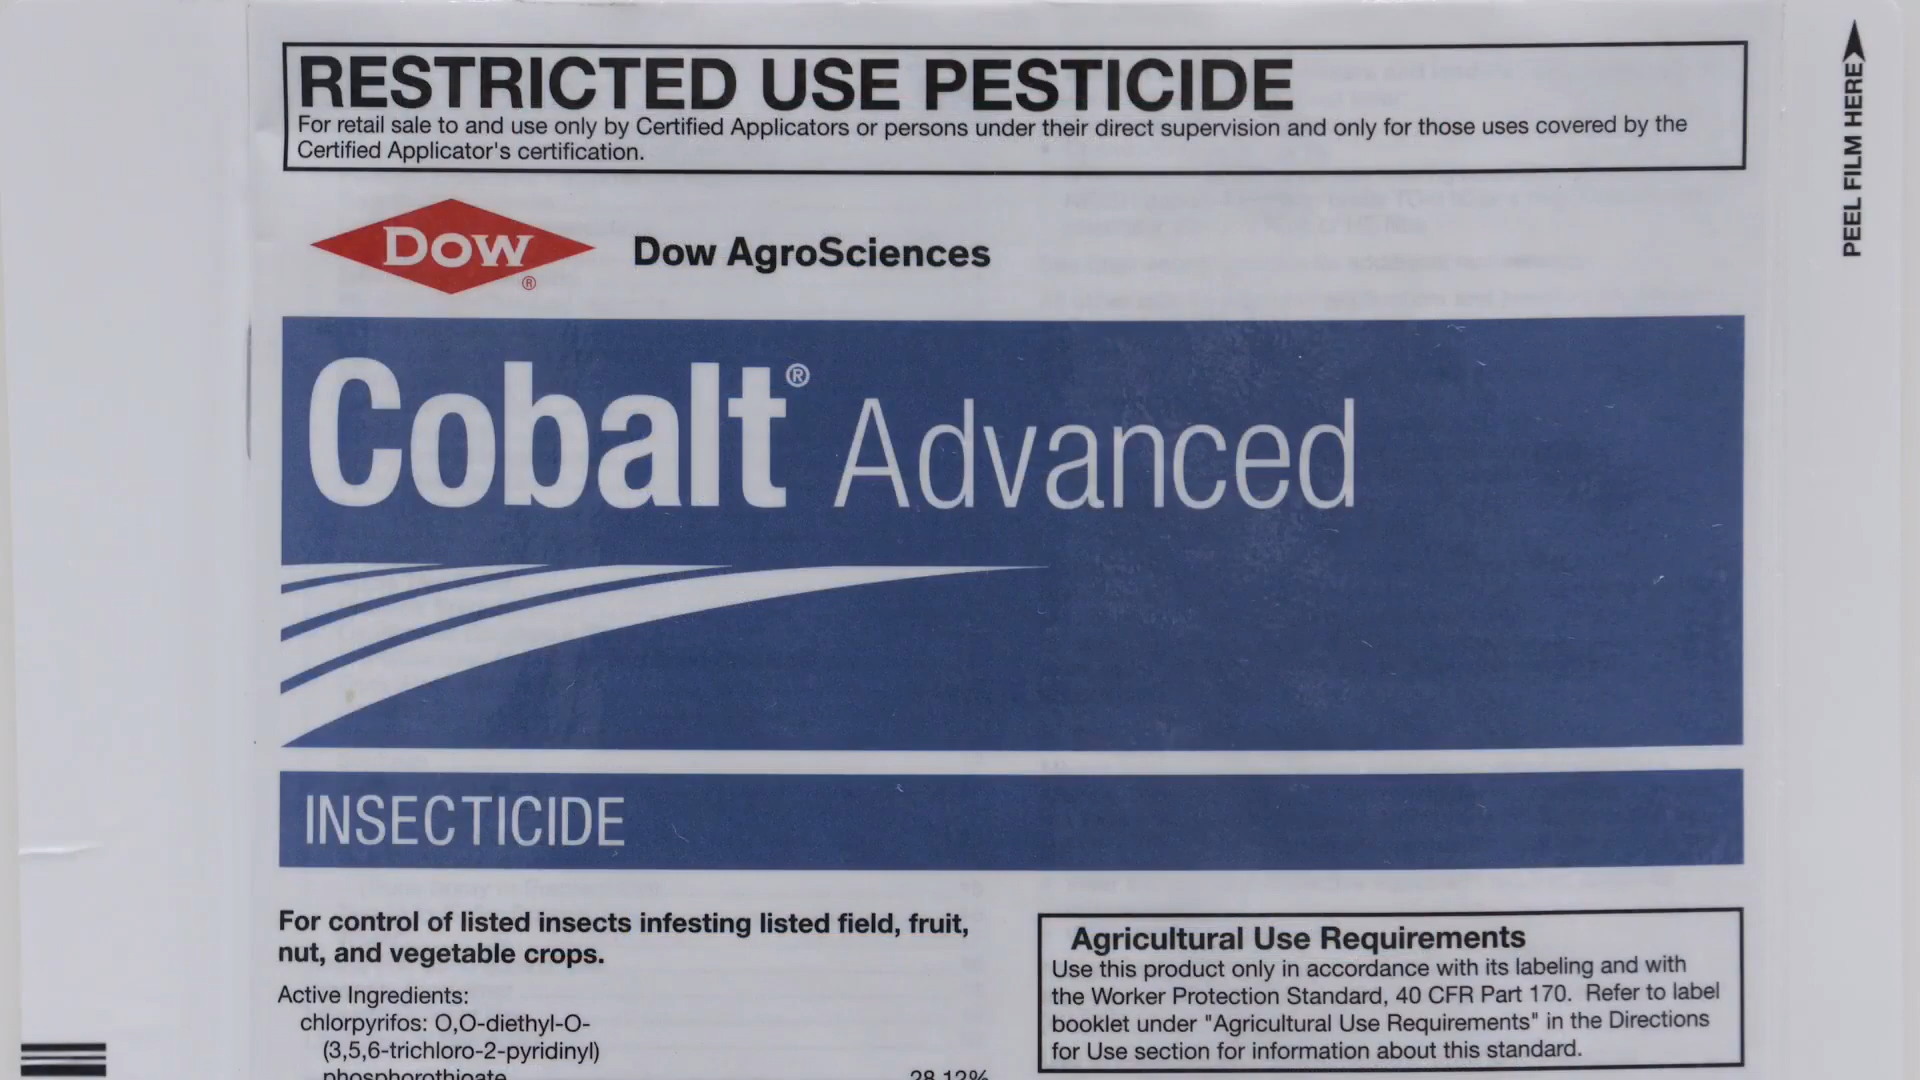 RESTRICTED USE PESTICIDE
For retail sale to and use only by Certified Applicators or persons under their direct supervision and only for those uses covered by the
Certified Applicator's certification.
PEEL FILM HERE
DOW®
Dow AgroSciences
Cobalt® Advanced
INSECTICIDE
For control of listed insects infesting listed field, fruit,
nut, and vegetable crops.
Active Ingredients:
chlorpyrifos: O,O-diethyl-O-
(3,5,6-trichloro-2-pyridinyl)
phosphorothioate 28.12%
Agricultural Use Requirements
Use this product only in accordance with its labeling and with
the Worker Protection Standard, 40 CFR Part 170. Refer to label
booklet under "Agricultural Use Requirements" in the Directions
for Use section for information about this standard.